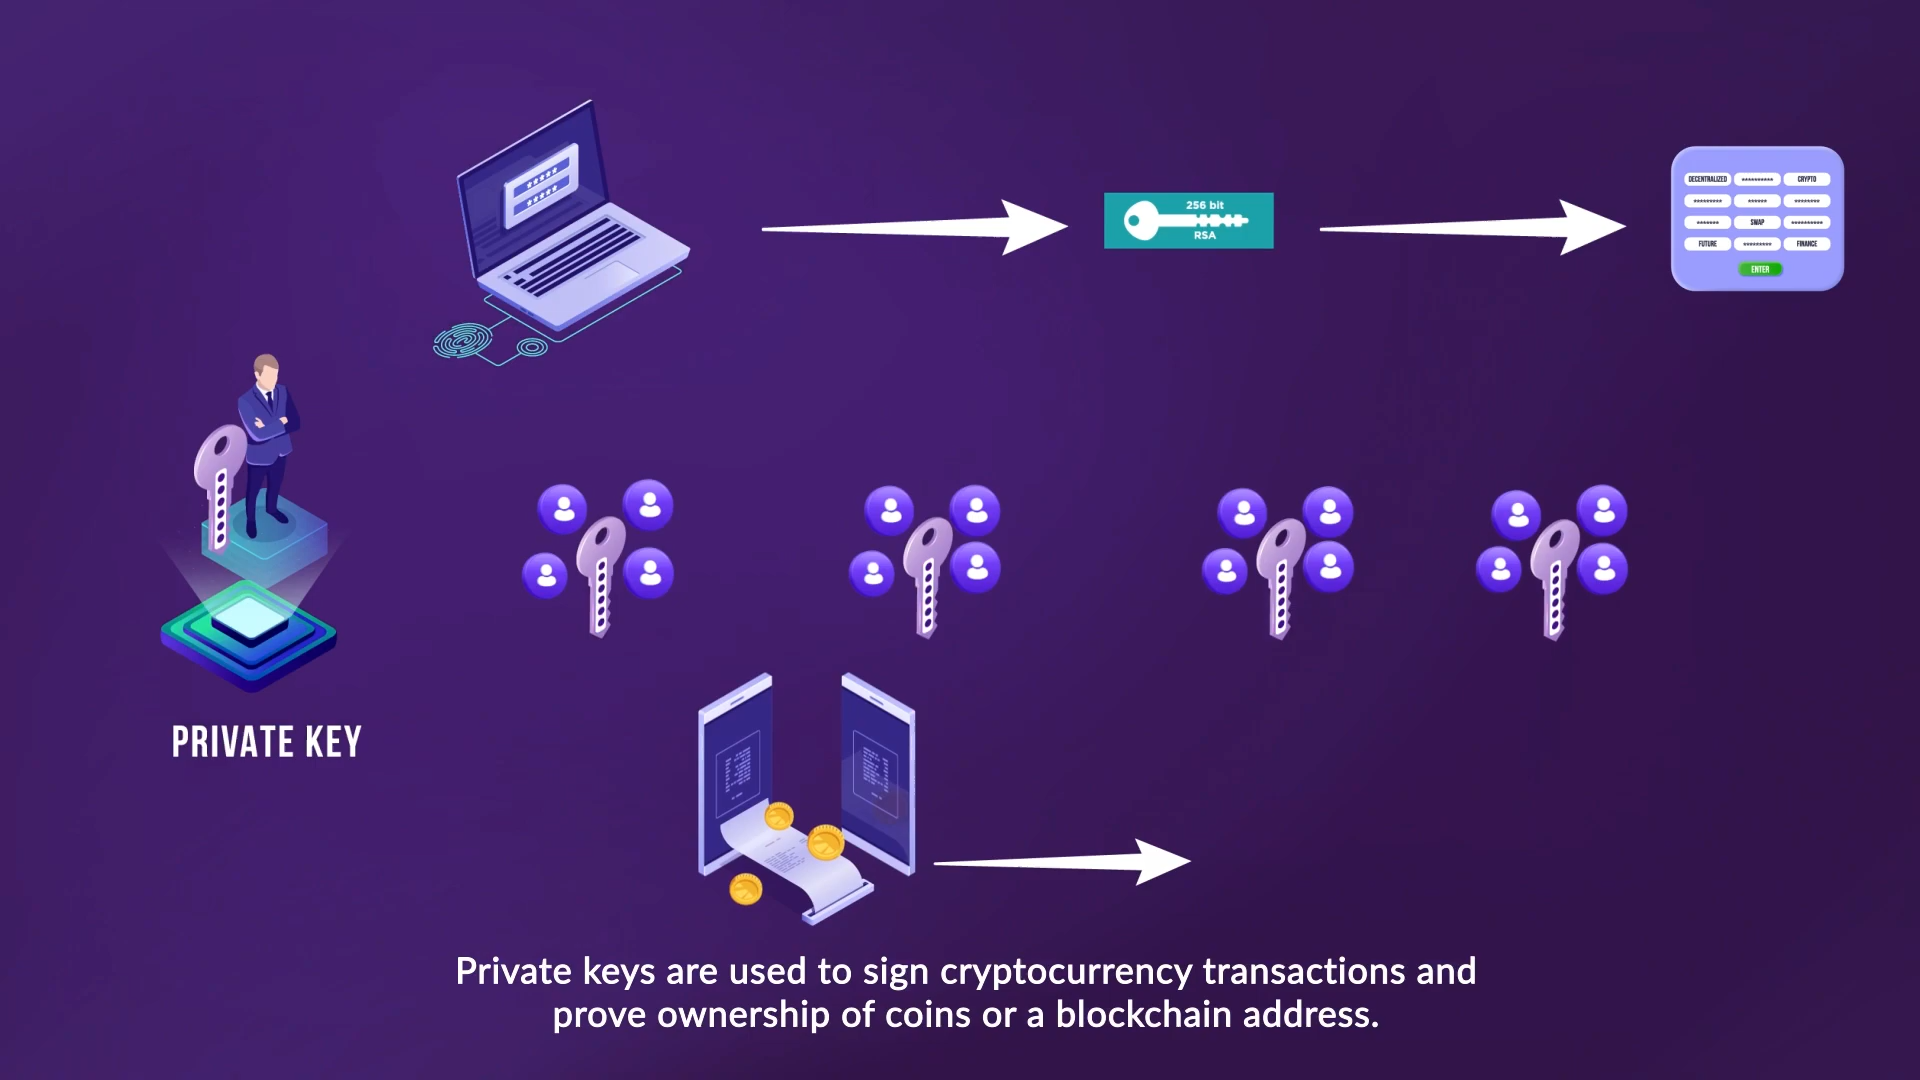 256 bit
RSA
DECENTRALIZED ********** CRYPTO
********* ****** ********
******* SWAP **********
FUTURE ********* FINANCE
ENTER
*****
*****
PRIVATE KEY
Private keys are used to sign cryptocurrency transactions and
prove ownership of coins or a blockchain address.